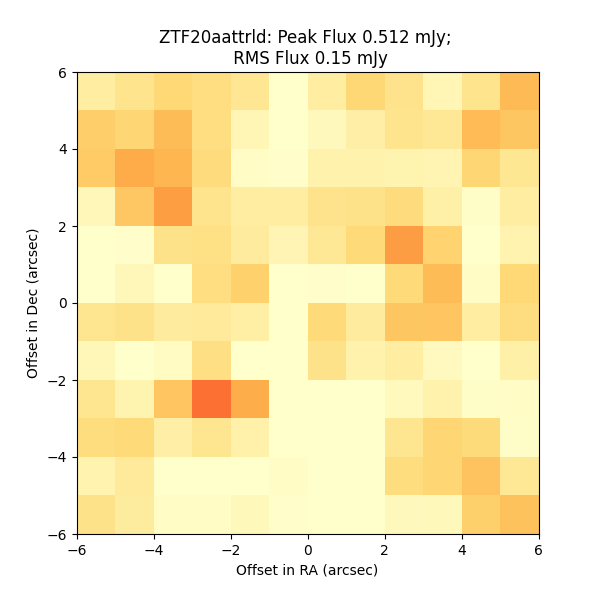 ZTF20aattrld: Peak Flux 0.512 mJy;
RMS Flux 0.15 mJy
6
4
2
0
−2
−4
−6
Offset in Dec (arcsec)
−6 −4 −2 0 2 4 6
Offset in RA (arcsec)